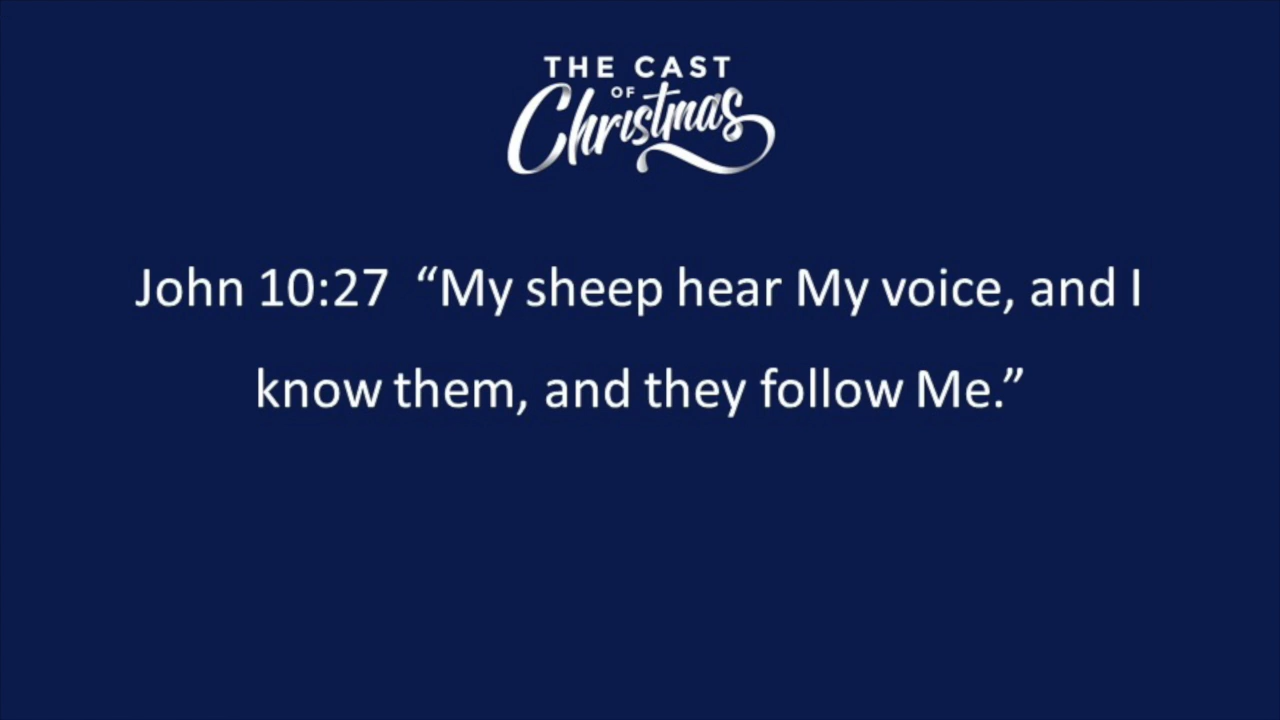 THE CAST
OF
Christmas
John 10:27  “My sheep hear My voice, and I
know them, and they follow Me.”